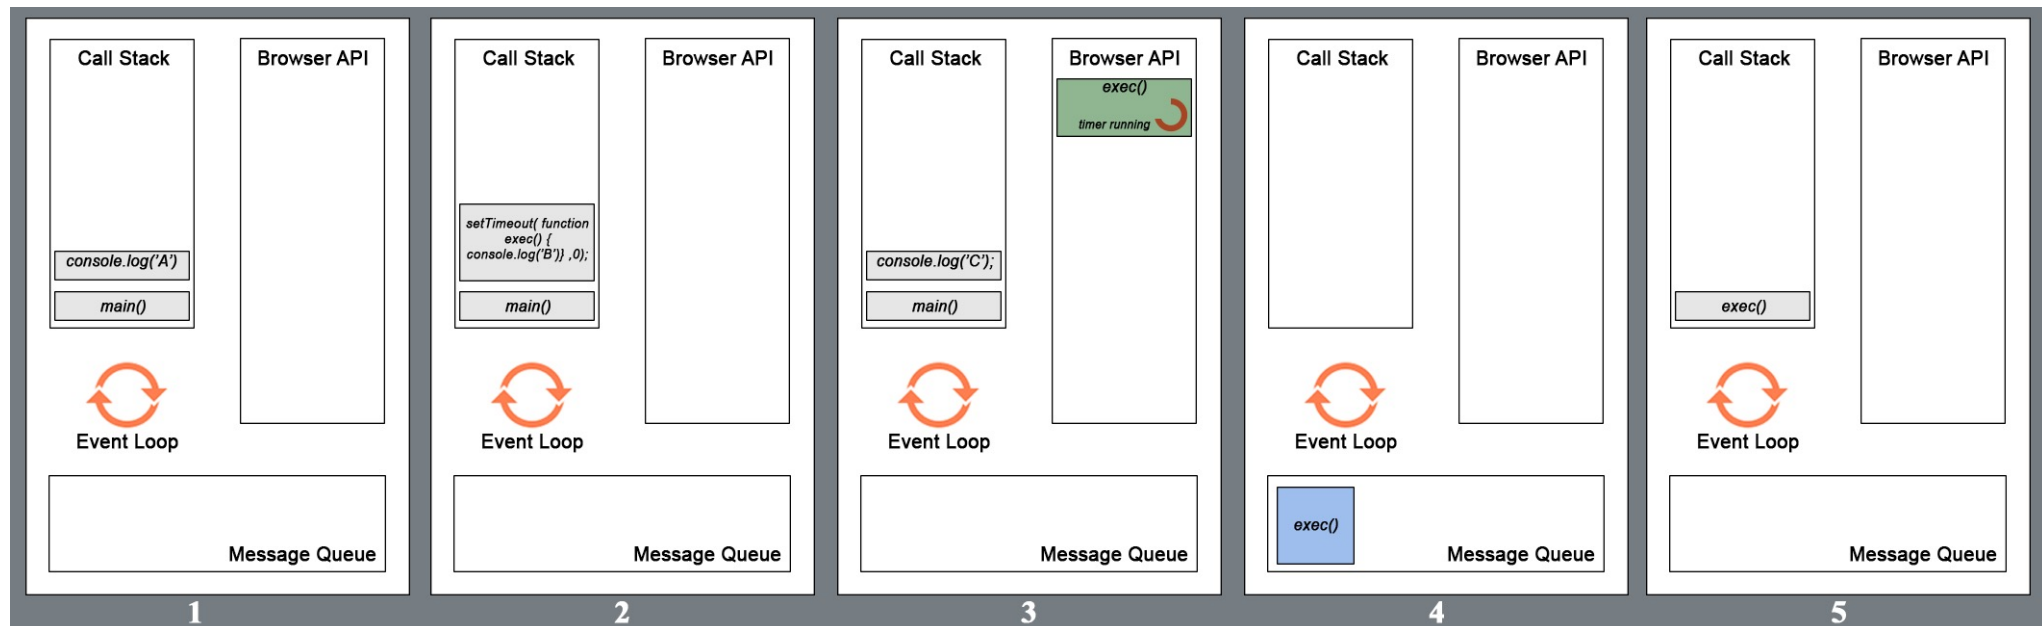 Call Stack
Browser API
console.log('A')
main()
Event Loop
Message Queue
1
Call Stack
Browser API
setTimeout( function
exec() {
console.log('B')} ,0);
main()
Event Loop
Message Queue
2
Call Stack
Browser API
exec()
timer running
console.log('C');
main()
Event Loop
Message Queue
3
Call Stack
Browser API
Event Loop
exec()
Message Queue
4
Call Stack
Browser API
exec()
Event Loop
Message Queue
5